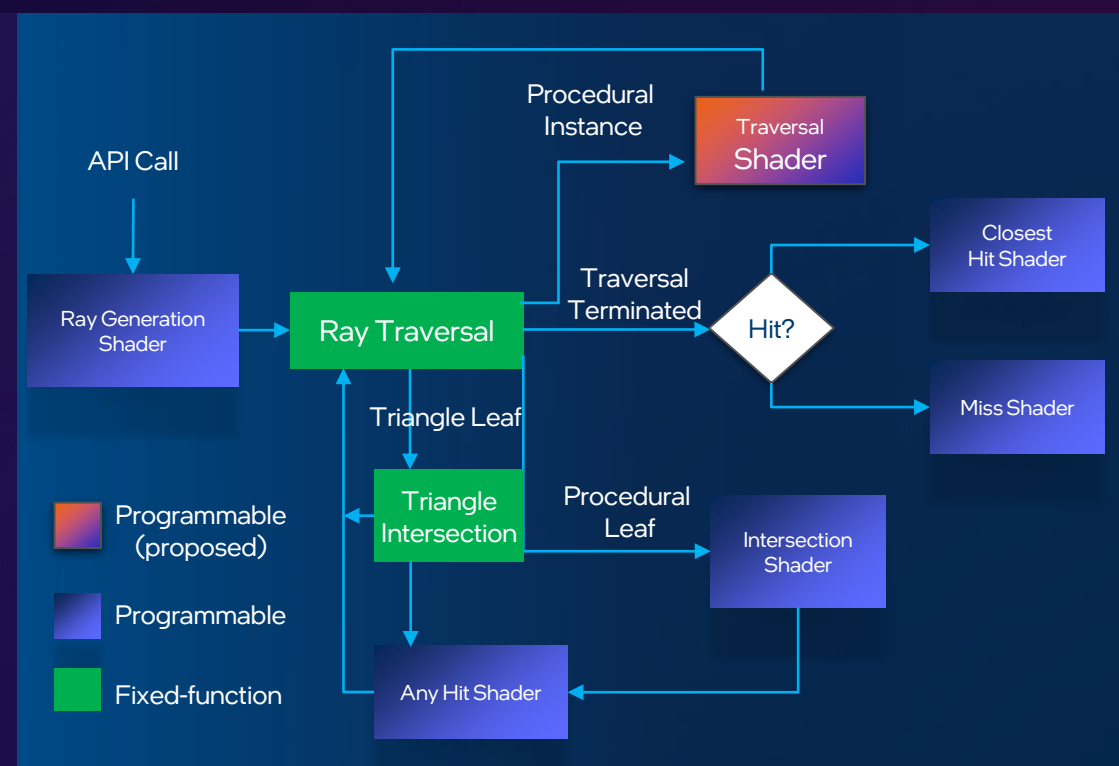 Procedural
Instance
Traversal
Shader
API Call
Closest
Hit Shader
Traversal
Terminated
Ray Generation
Shader
Ray Traversal
Hit?
Miss Shader
Triangle Leaf
Triangle
Intersection
Procedural
Leaf
Intersection
Shader
Programmable
(proposed)
Programmable
Any Hit Shader
Fixed-function